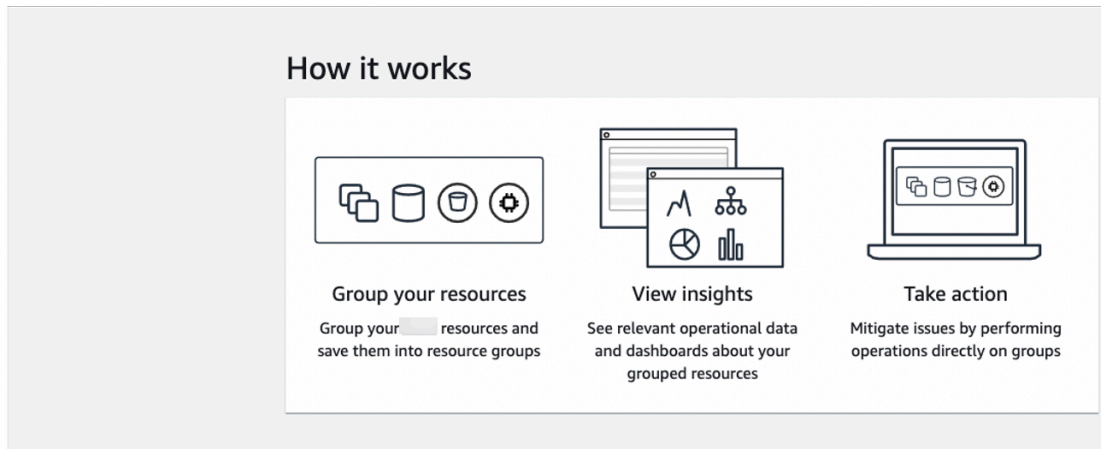 How it works
Group your resources
Group your resources and
save them into resource groups
View insights
See relevant operational data
and dashboards about your
grouped resources
Take action
Mitigate issues by performing
operations directly on groups